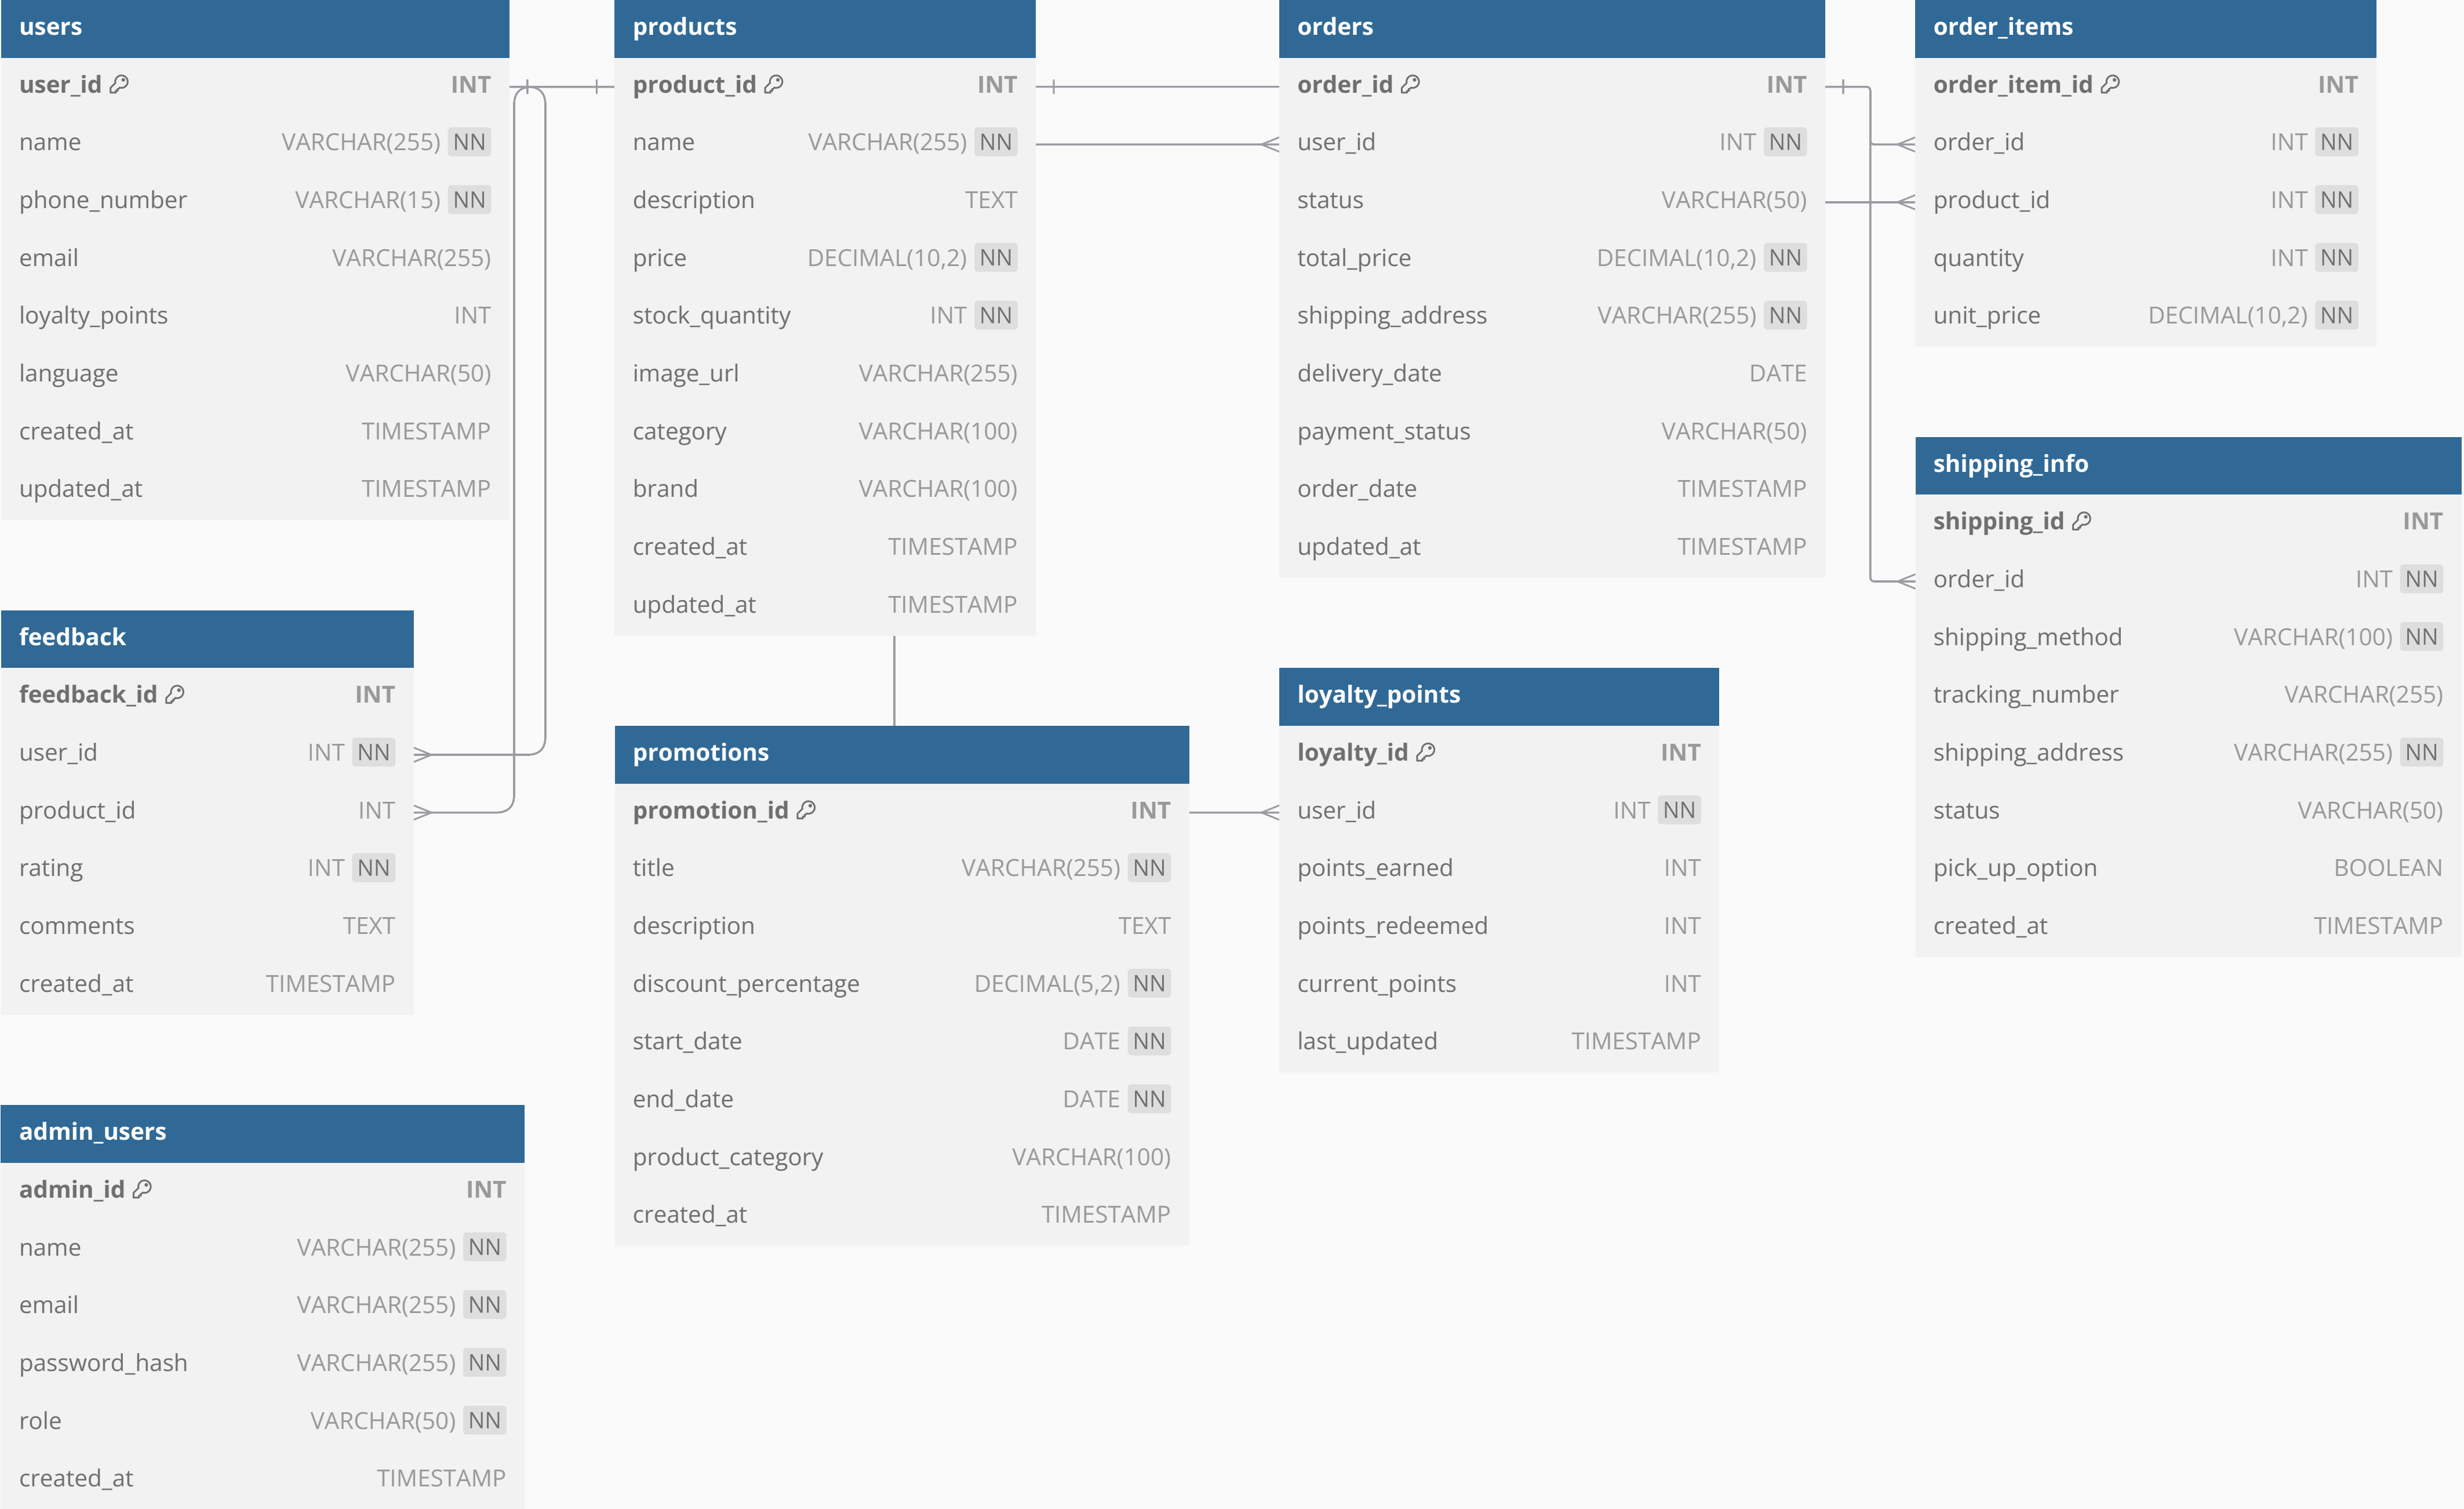 users
user_id INT
name VARCHAR(255) NN
phone_number VARCHAR(15) NN
email VARCHAR(255)
loyalty_points INT
language VARCHAR(50)
created_at TIMESTAMP
updated_at TIMESTAMP
products
product_id INT
name VARCHAR(255) NN
description TEXT
price DECIMAL(10,2) NN
stock_quantity INT NN
image_url VARCHAR(255)
category VARCHAR(100)
brand VARCHAR(100)
created_at TIMESTAMP
updated_at TIMESTAMP
orders
order_id INT
user_id INT NN
status VARCHAR(50)
total_price DECIMAL(10,2) NN
shipping_address VARCHAR(255) NN
delivery_date DATE
payment_status VARCHAR(50)
order_date TIMESTAMP
updated_at TIMESTAMP
order_items
order_item_id INT
order_id INT NN
product_id INT NN
quantity INT NN
unit_price DECIMAL(10,2) NN
shipping_info
shipping_id INT
order_id INT NN
shipping_method VARCHAR(100) NN
tracking_number VARCHAR(255)
shipping_address VARCHAR(255) NN
status VARCHAR(50)
pick_up_option BOOLEAN
created_at TIMESTAMP
feedback
feedback_id INT
user_id INT NN
product_id INT
rating INT NN
comments TEXT
created_at TIMESTAMP
promotions
promotion_id INT
title VARCHAR(255) NN
description TEXT
discount_percentage DECIMAL(5,2) NN
start_date DATE NN
end_date DATE NN
product_category VARCHAR(100)
created_at TIMESTAMP
loyalty_points
loyalty_id INT
user_id INT NN
points_earned INT
points_redeemed INT
current_points INT
last_updated TIMESTAMP
admin_users
admin_id INT
name VARCHAR(255) NN
email VARCHAR(255) NN
password_hash VARCHAR(255) NN
role VARCHAR(50) NN
created_at TIMESTAMP